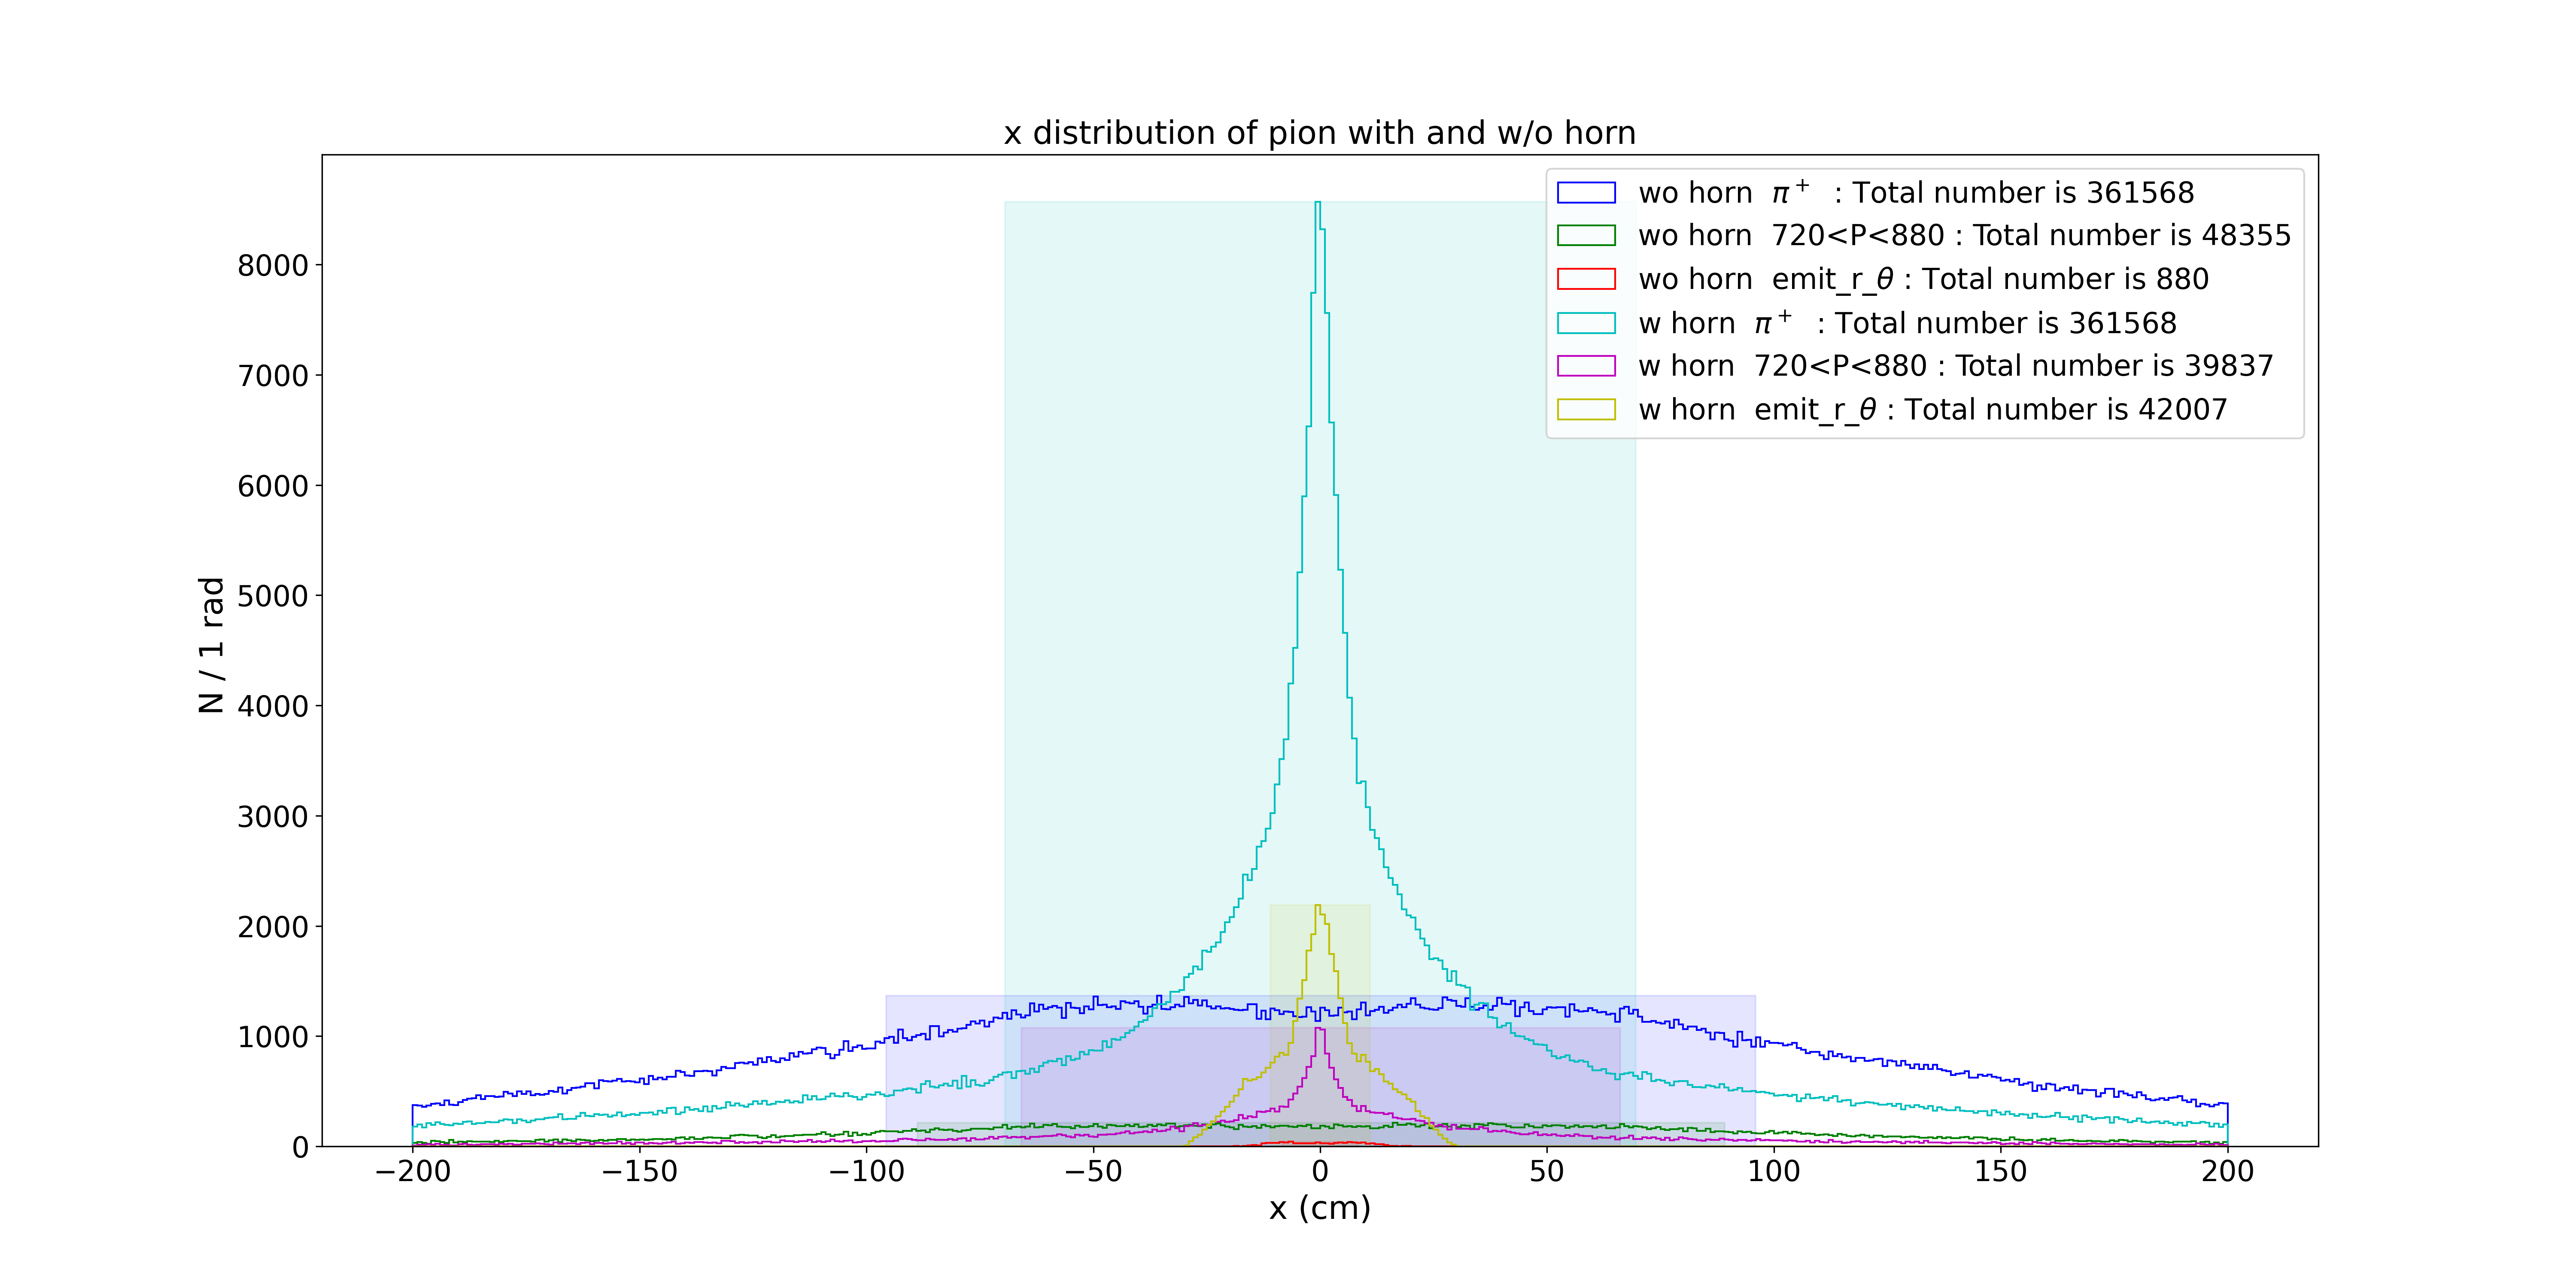 x distribution of pion with and w/o horn
wo horn π⁺ : Total number is 361568
wo horn 720<P<880 : Total number is 48355
wo horn emit_r_θ : Total number is 880
w horn π⁺ : Total number is 361568
w horn 720<P<880 : Total number is 39837
w horn emit_r_θ : Total number is 42007
N / 1 rad
8000
7000
6000
5000
4000
3000
2000
1000
0
−200 −150 −100 −50 0 50 100 150 200
x (cm)